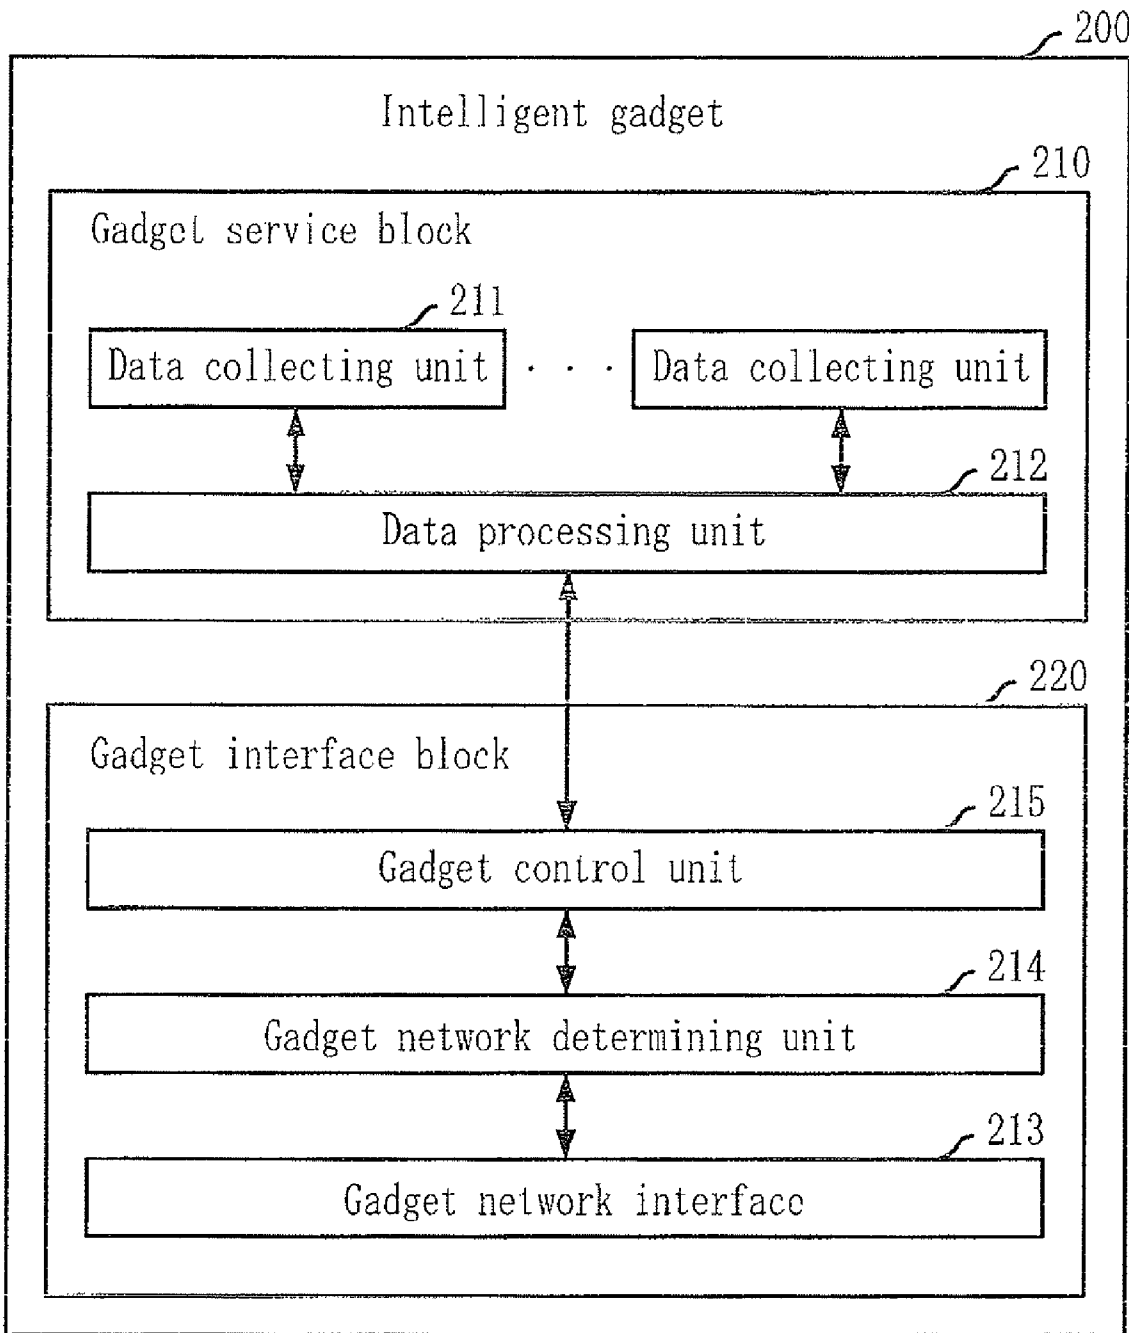 200
Intelligent gadget
210
Gadget service block
211
Data collecting unit · · · Data collecting unit
212
Data processing unit
220
Gadget interface block
215
Gadget control unit
214
Gadget network determining unit
213
Gadget network interface